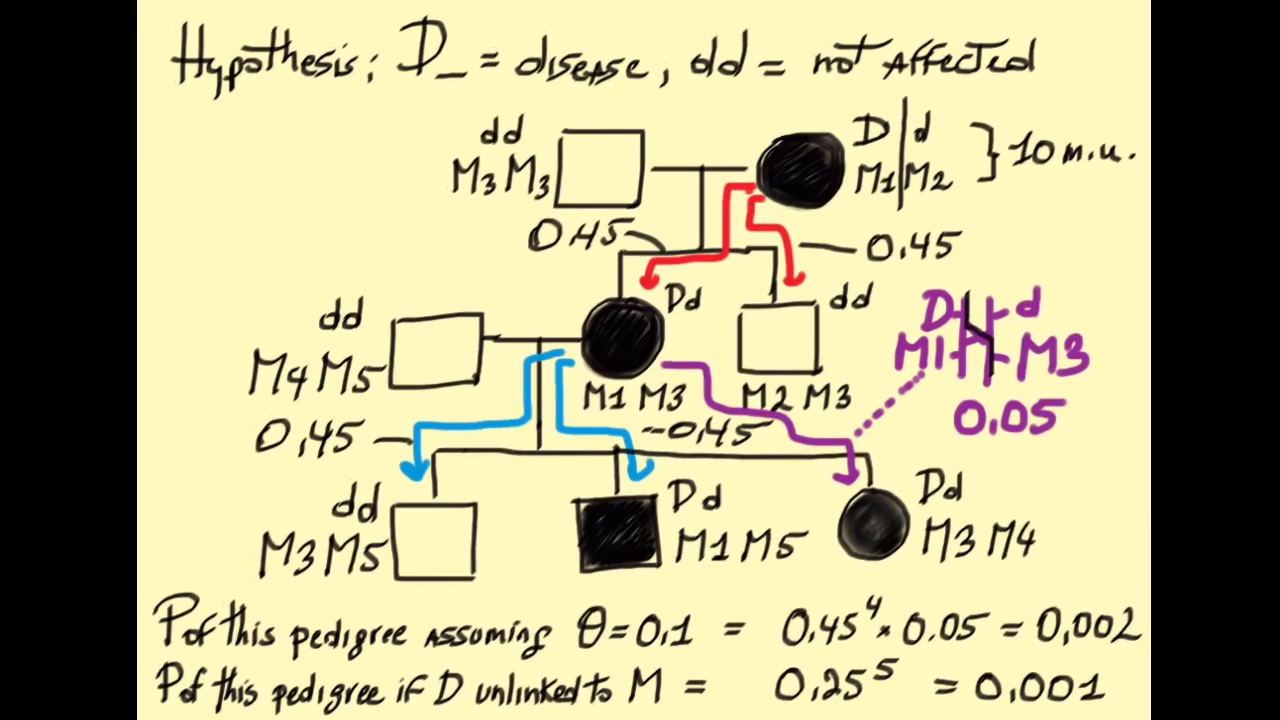 Hypothesis: D_ = disease, dd = not affected
dd
M3 M3
D | d
M1 | M2
} 10 m.u.
0.45
0.45
Dd
dd
dd
M4 M5
M1 M3
M2 M3
D d
M1 M3
0.05
0.45
0.45
dd
M3 M5
Dd
M1 M5
Dd
M3 M4
P of this pedigree assuming θ=0.1 = 0.45⁴ × 0.05 = 0.002
P of this pedigree if D unlinked to M = 0.25⁵ = 0.001